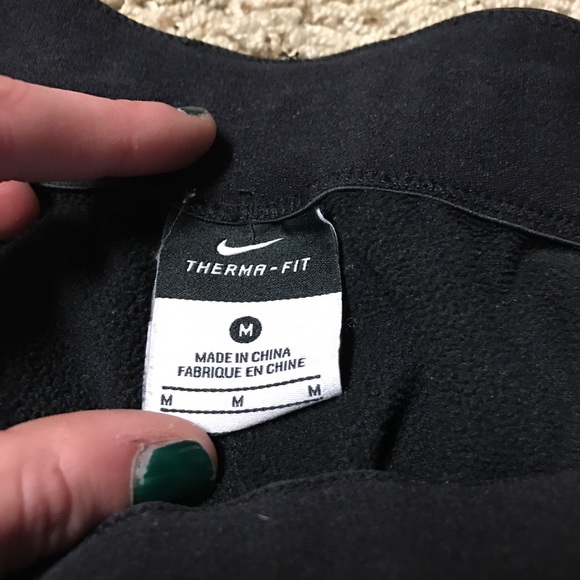 THERMA-FIT
M
MADE IN CHINA
FABRIQUE EN CHINE
M M M